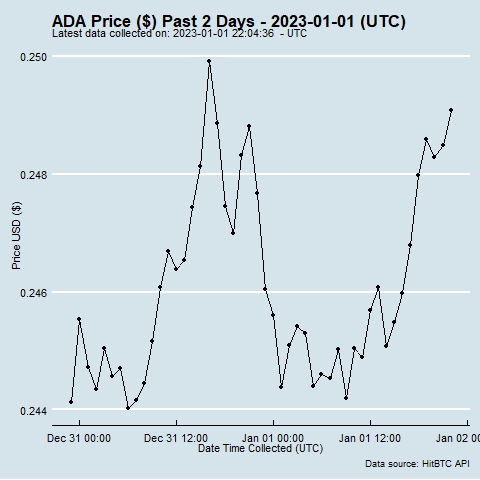 ADA Price ($) Past 2 Days - 2023-01-01 (UTC)
Latest data collected on: 2023-01-01 22:04:36 - UTC
0.250
0.248
0.246
0.244
Price USD ($)
Dec 31 00:00 Dec 31 12:00 Jan 01 00:00 Jan 01 12:00 Jan 02 0
Date Time Collected (UTC)
Data source: HitBTC API